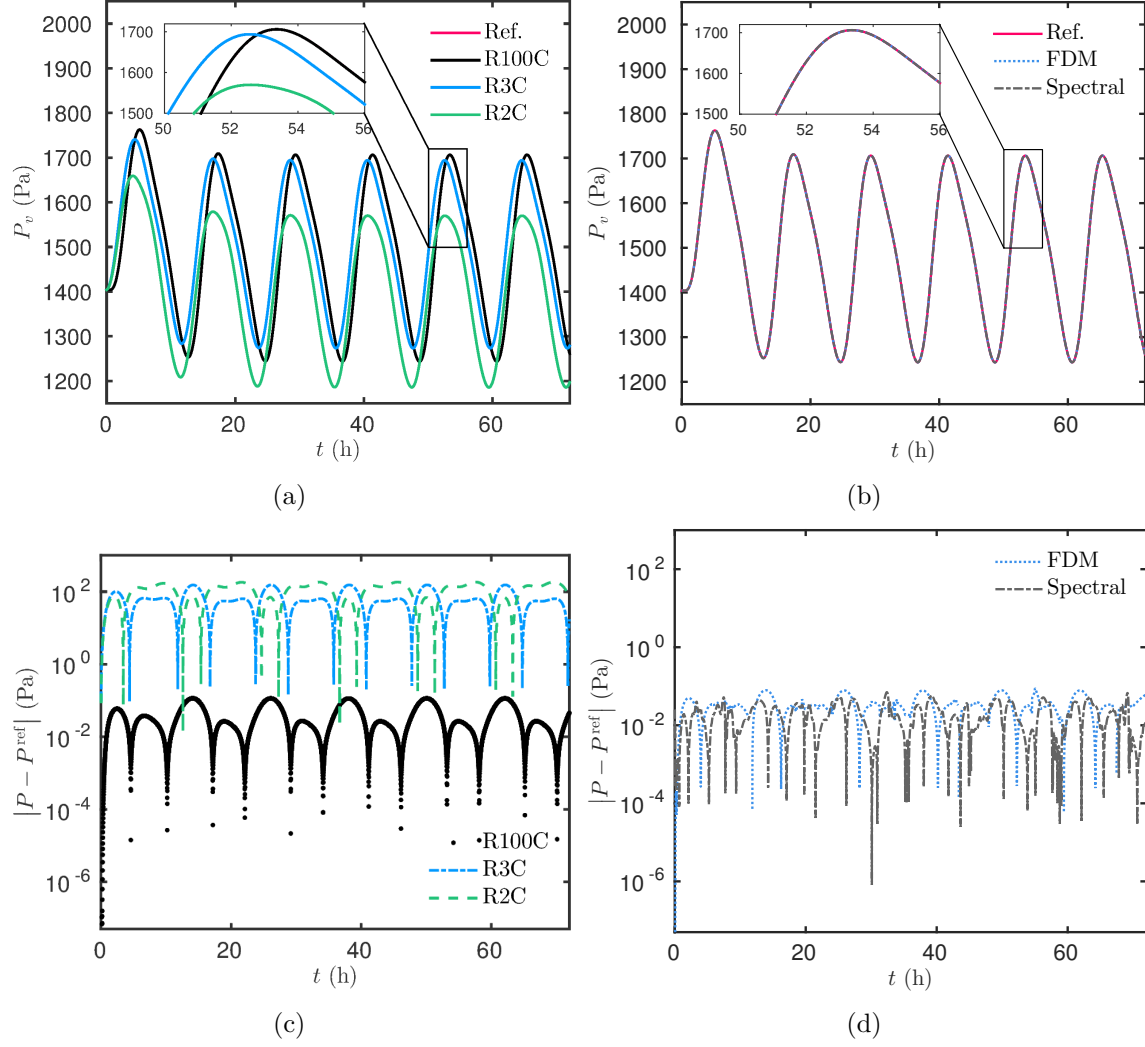 2000
1900
1800
1700
1600
1500
1400
1300
1200
P_v (Pa)
0 20 40 60
t (h)
1700
1600
1500
50 52 54 56
Ref.
R100C
R3C
R2C
(a)
2000
1900
1800
1700
1600
1500
1400
1300
1200
P_v (Pa)
0 20 40 60
t (h)
1700
1600
1500
50 52 54 56
Ref.
FDM
Spectral
(b)
10^2
10^0
10^-2
10^-4
10^-6
|P − P^ref| (Pa)
0 20 40 60
t (h)
R100C
R3C
R2C
(c)
10^2
10^0
10^-2
10^-4
10^-6
|P − P^ref| (Pa)
0 20 40 60
t (h)
FDM
Spectral
(d)